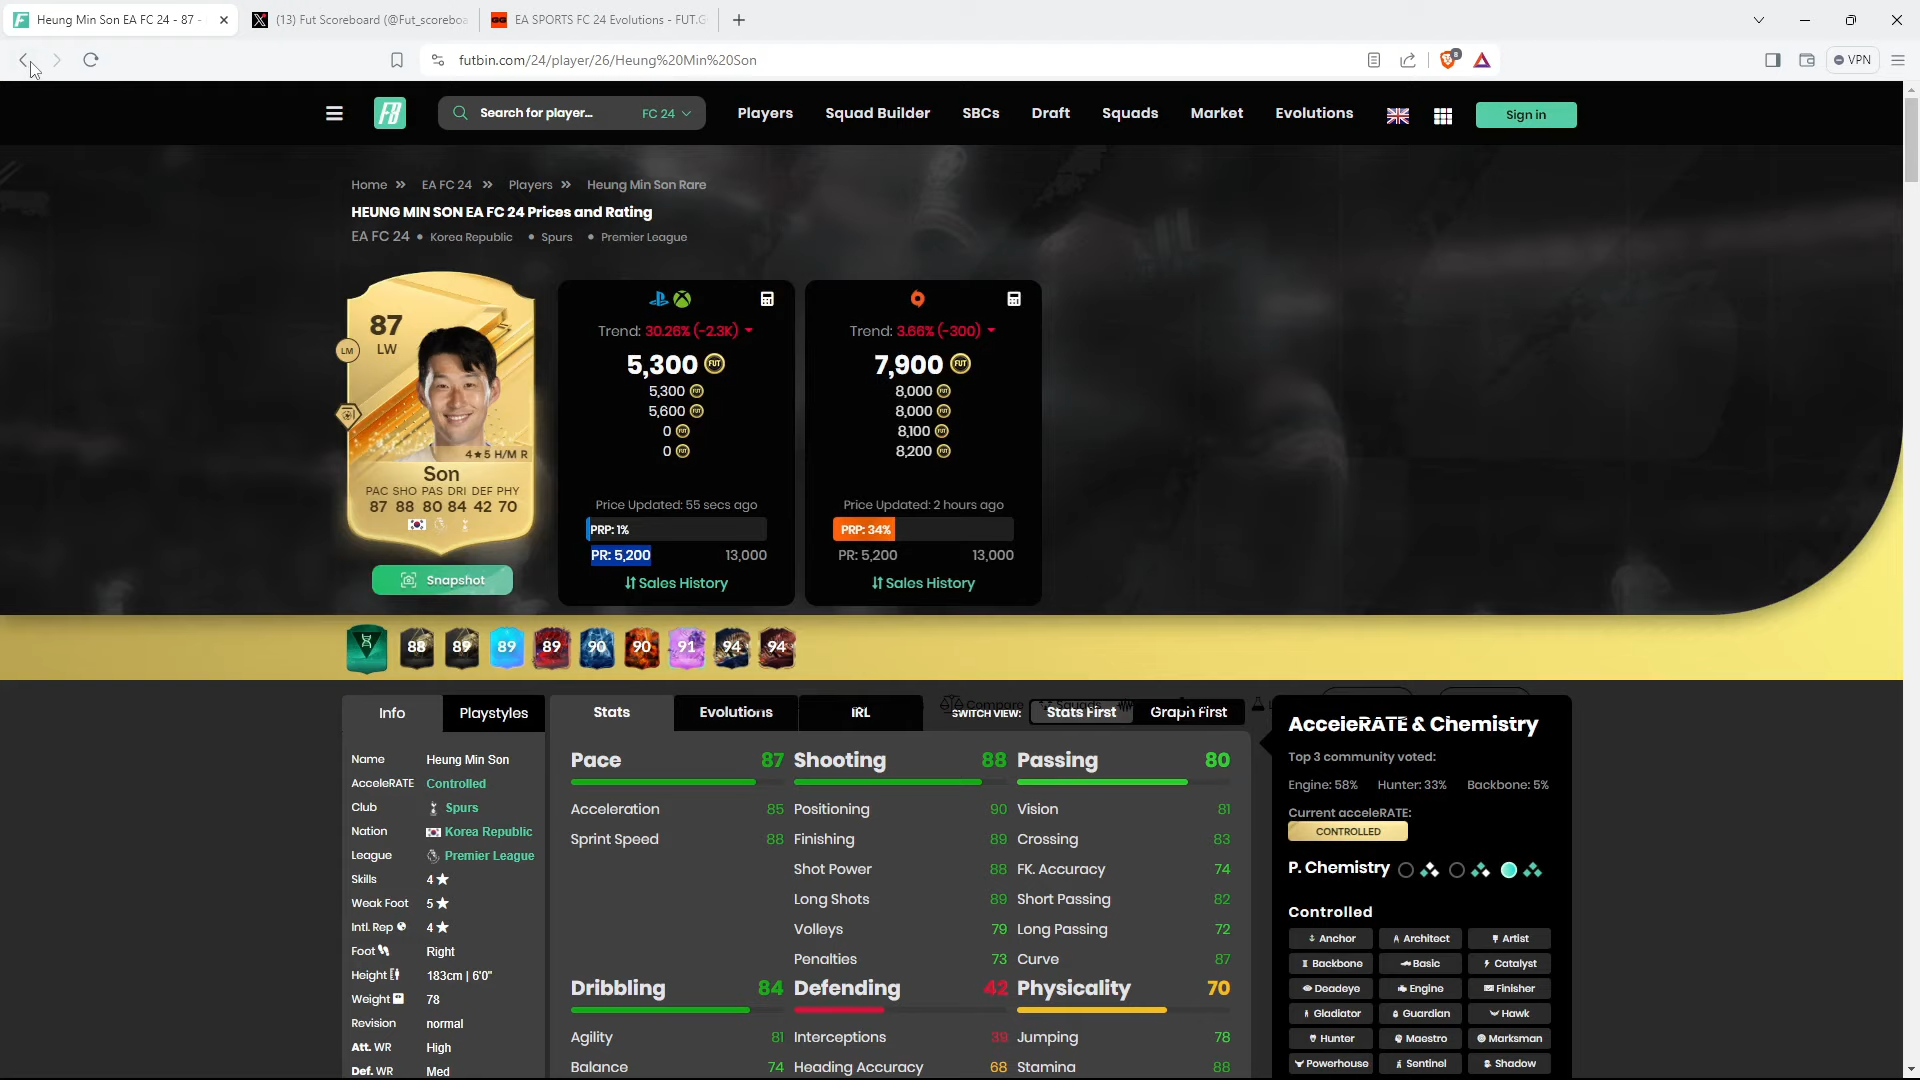 Heung Min Son EA FC 24 - 87 -
(13) Fut Scoreboard (@Fut_scoreboa
EA SPORTS FC 24 Evolutions - FUT.G
futbin.com/24/player/26/Heung%20Min%20Son
8
VPN
FB
Search for player...
FC 24
Players
Squad Builder
SBCs
Draft
Squads
Market
Evolutions
Sign in
Home » EA FC 24 » Players » Heung Min Son Rare
HEUNG MIN SON EA FC 24 Prices and Rating
EA FC 24 • Korea Republic • Spurs • Premier League
87
LW
LM
4★5 H/M R
Son
PAC SHO PAS DRI DEF PHY
87 88 80 84 42 70
Snapshot
Trend: 30.26% (-2.3K)
5,300
5,300
5,600
0
0
Price Updated: 55 secs ago
PRP: 1%
PR: 5,200 13,000
Sales History
Trend: 3.66% (-300)
7,900
8,000
8,000
8,100
8,200
Price Updated: 2 hours ago
PRP: 34%
PR: 5,200 13,000
Sales History
88 89 89 89 90 90 91 94 94
Info
Playstyles
Name Heung Min Son
AcceleRATE Controlled
Club Spurs
Nation Korea Republic
League Premier League
Skills 4★
Weak Foot 5★
Intl. Rep 4★
Foot Right
Height 183cm | 6'0"
Weight 78
Revision normal
Att. WR High
Def. WR Med
Stats
Evolutions
IRL
Compare
Squads
SWITCH VIEW:
Stats First
Graph First
Pace 87
Acceleration 85
Sprint Speed 88
Shooting 88
Positioning 90
Finishing 89
Shot Power 88
Long Shots 89
Volleys 79
Penalties 73
Passing 80
Vision 81
Crossing 83
FK. Accuracy 74
Short Passing 82
Long Passing 72
Curve 87
Dribbling 84
Agility 81
Balance 74
Defending 42
Interceptions 39
Heading Accuracy 68
Physicality 70
Jumping 78
Stamina 88
AcceleRATE & Chemistry
Top 3 community voted:
Engine: 58% Hunter: 33% Backbone: 5%
Current acceleRATE:
CONTROLLED
P. Chemistry
Controlled
Anchor Architect Artist
Backbone Basic Catalyst
Deadeye Engine Finisher
Gladiator Guardian Hawk
Hunter Maestro Marksman
Powerhouse Sentinel Shadow